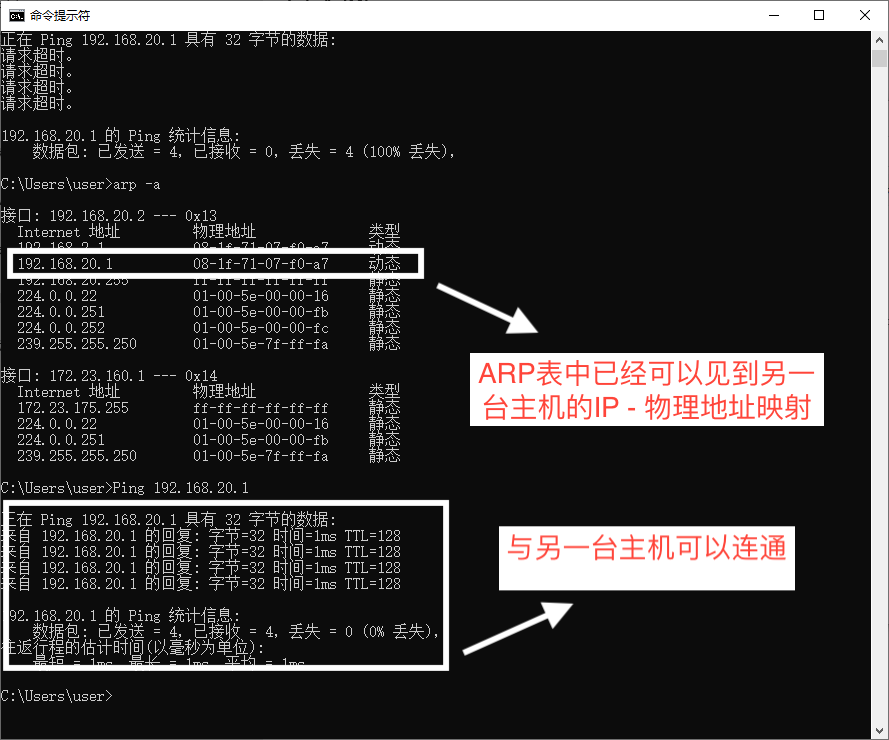 命令提示符
正在 Ping 192.168.20.1 具有 32 字节的数据:
请求超时。
请求超时。
请求超时。
请求超时。
192.168.20.1 的 Ping 统计信息:
数据包: 已发送 = 4，已接收 = 0，丢失 = 4 (100% 丢失)，
C:\Users\user>arp -a
接口: 192.168.20.2 --- 0x13
Internet 地址 物理地址 类型
192.168.2.1 08-1f-71-07-f0-a7 动态
192.168.20.1 08-1f-71-07-f0-a7 动态
192.168.20.255 ff-ff-ff-ff-ff-ff 静态
224.0.0.22 01-00-5e-00-00-16 静态
224.0.0.251 01-00-5e-00-00-fb 静态
224.0.0.252 01-00-5e-00-00-fc 静态
239.255.255.250 01-00-5e-7f-ff-fa 静态
ARP表中已经可以见到另一
台主机的IP - 物理地址映射
接口: 172.23.160.1 --- 0x14
Internet 地址 物理地址 类型
172.23.175.255 ff-ff-ff-ff-ff-ff 静态
224.0.0.22 01-00-5e-00-00-16 静态
224.0.0.251 01-00-5e-00-00-fb 静态
239.255.255.250 01-00-5e-7f-ff-fa 静态
C:\Users\user>Ping 192.168.20.1
正在 Ping 192.168.20.1 具有 32 字节的数据:
来自 192.168.20.1 的回复: 字节=32 时间=1ms TTL=128
来自 192.168.20.1 的回复: 字节=32 时间=1ms TTL=128
来自 192.168.20.1 的回复: 字节=32 时间=1ms TTL=128
来自 192.168.20.1 的回复: 字节=32 时间=1ms TTL=128
与另一台主机可以连通
192.168.20.1 的 Ping 统计信息:
数据包: 已发送 = 4，已接收 = 4，丢失 = 0 (0% 丢失)，
往返行程的估计时间(以毫秒为单位):
最短 = 1ms，最长 = 1ms，平均 = 1ms
C:\Users\user>